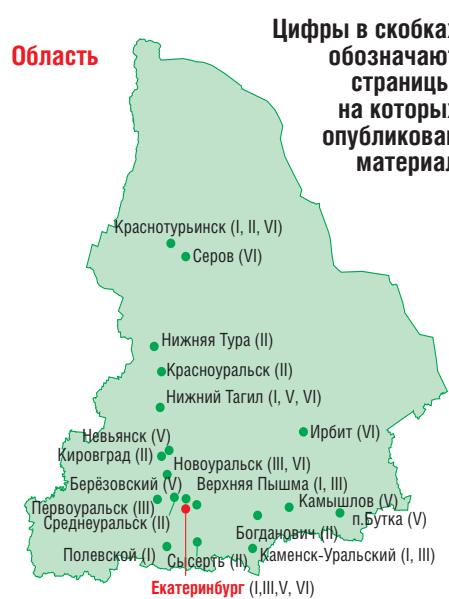 Область
Цифры в скобках
обозначают
страницы,
на которых
опубликован
материал
Краснотурьинск (I, II, VI)
Серов (VI)
Нижняя Тура (II)
Красноуральск (II)
Нижний Тагил (I, V, VI)
Ирбит (VI)
Невьянск (V)
Кировград (II)
Новоуральск (III, VI)
Берёзовский (V)
Верхняя Пышма (I, III)
Камышлов (V)
Первоуральск (III)
п.Бутка (V)
Среднеуральск (II)
Богданович (II)
Полевской (I)
Сысерть (II)
Каменск-Уральский (I, III)
Екатеринбург (I,III,V, VI)